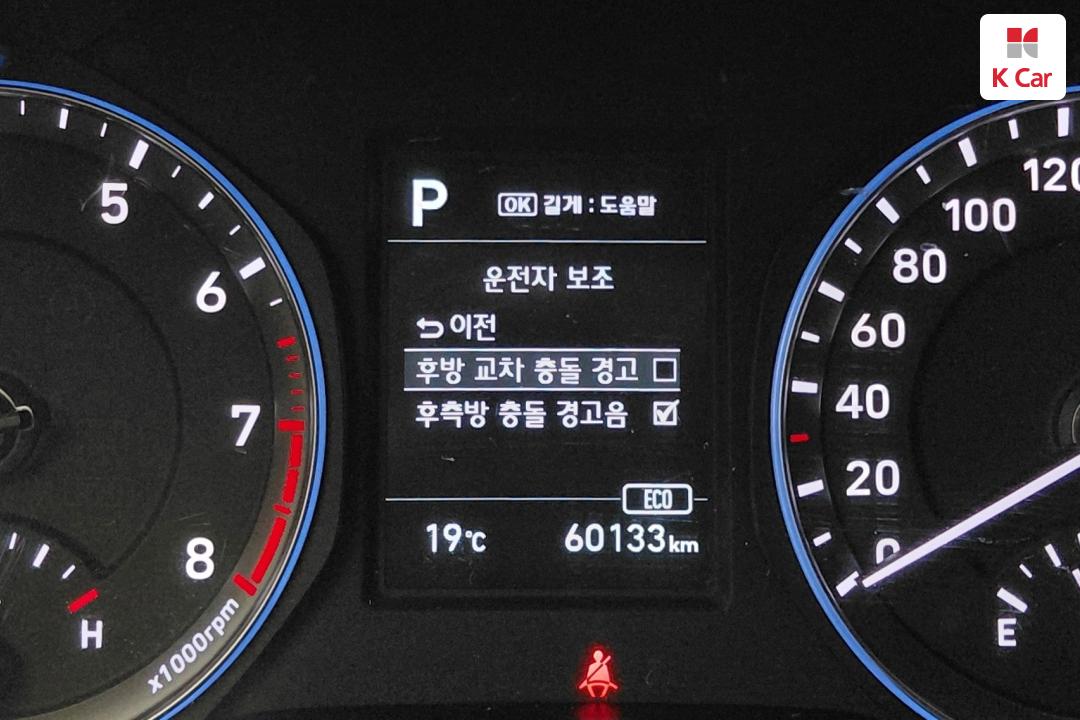 K Car
5
6
7
8
x1000rpm
H
P
OK 길게 : 도움말
운전자 보조
이전
후방 교차 충돌 경고
후측방 충돌 경고음
ECO
19°C
60133km
120
100
80
60
40
20
0
E